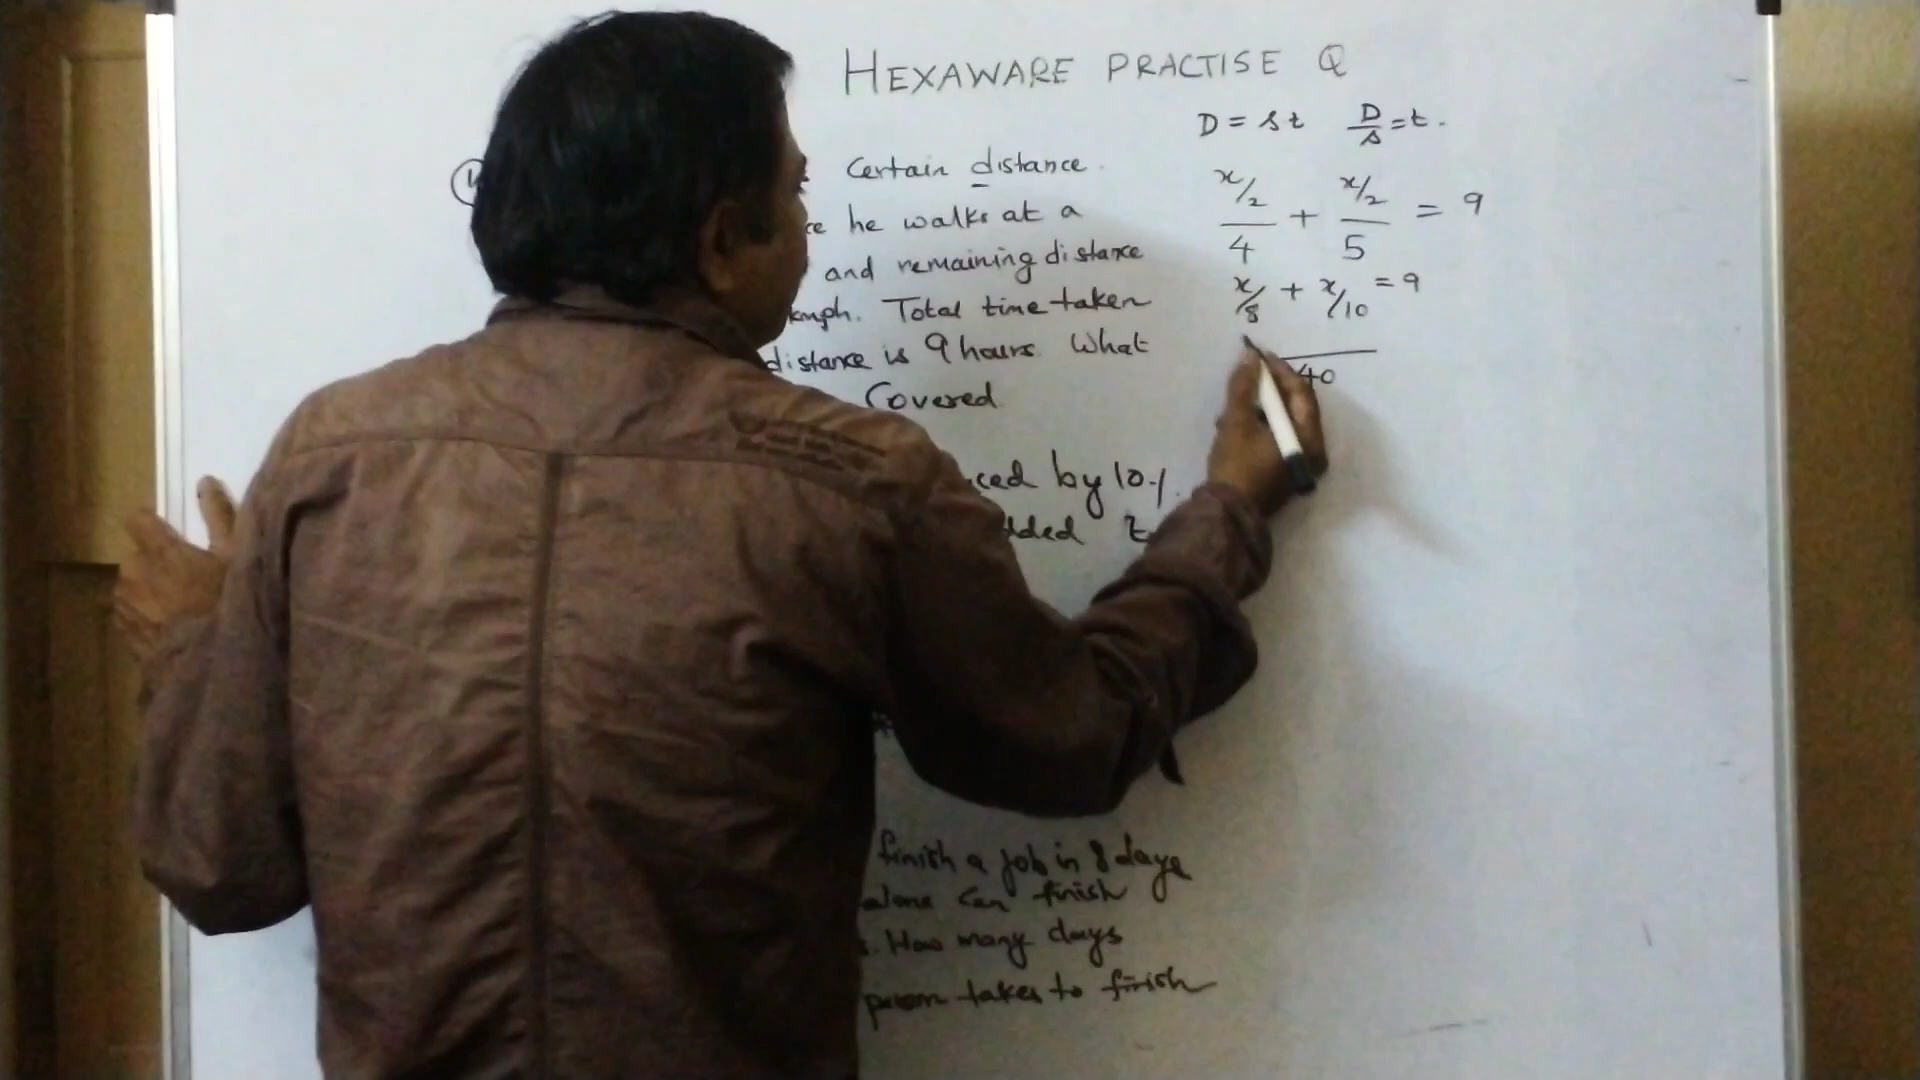 HEXAWARE PRACTISE Q
D = st D/s = t.
Certain distance.
he walks at a
and remaining distance
kmph. Total time taken
distance is 9 hours. What
Covered
x/2 / 4 + x/2 / 5 = 9
x/8 + x/10 = 9
40
by 10%.
finish a job in 8 days
alone can finish
. How many days
person takes to finish